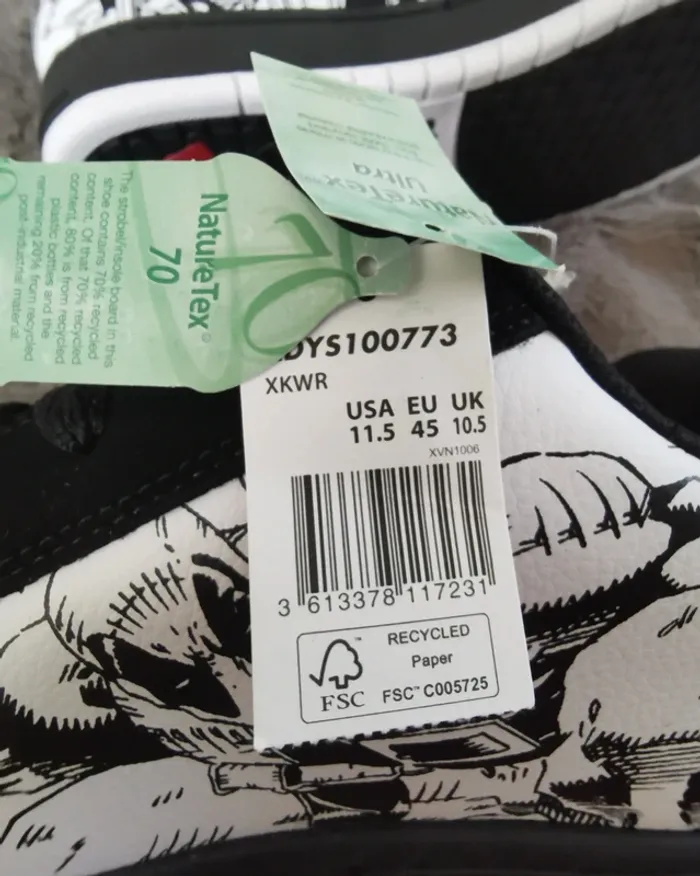 NatureTex
Ultra
NatureTex®
70
The strobel/insole board in this
shoe contains 70% recycled
content. Of that 70% recycled
content, 80% is from recycled
plastic bottles and the
remaining 20% from recycled
post-industrial material.
DYS100773
XKWR
USA EU UK
11.5 45 10.5
XVN1006
3 613378 117231
RECYCLED
Paper
FSC™ C005725
FSC